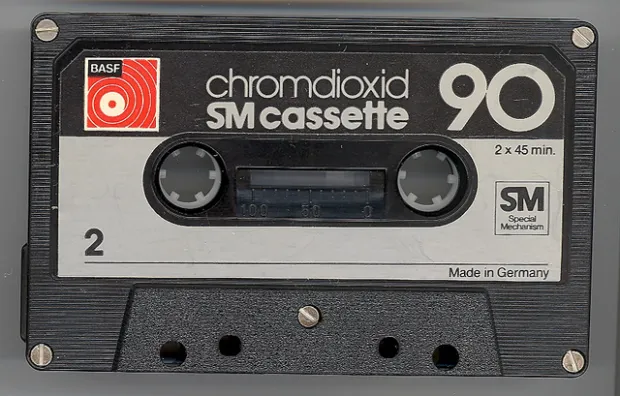 BASF
chromdioxid
SM cassette
90
2 x 45 min.
100 50 0
SM
Special
Mechanism
2
Made in Germany